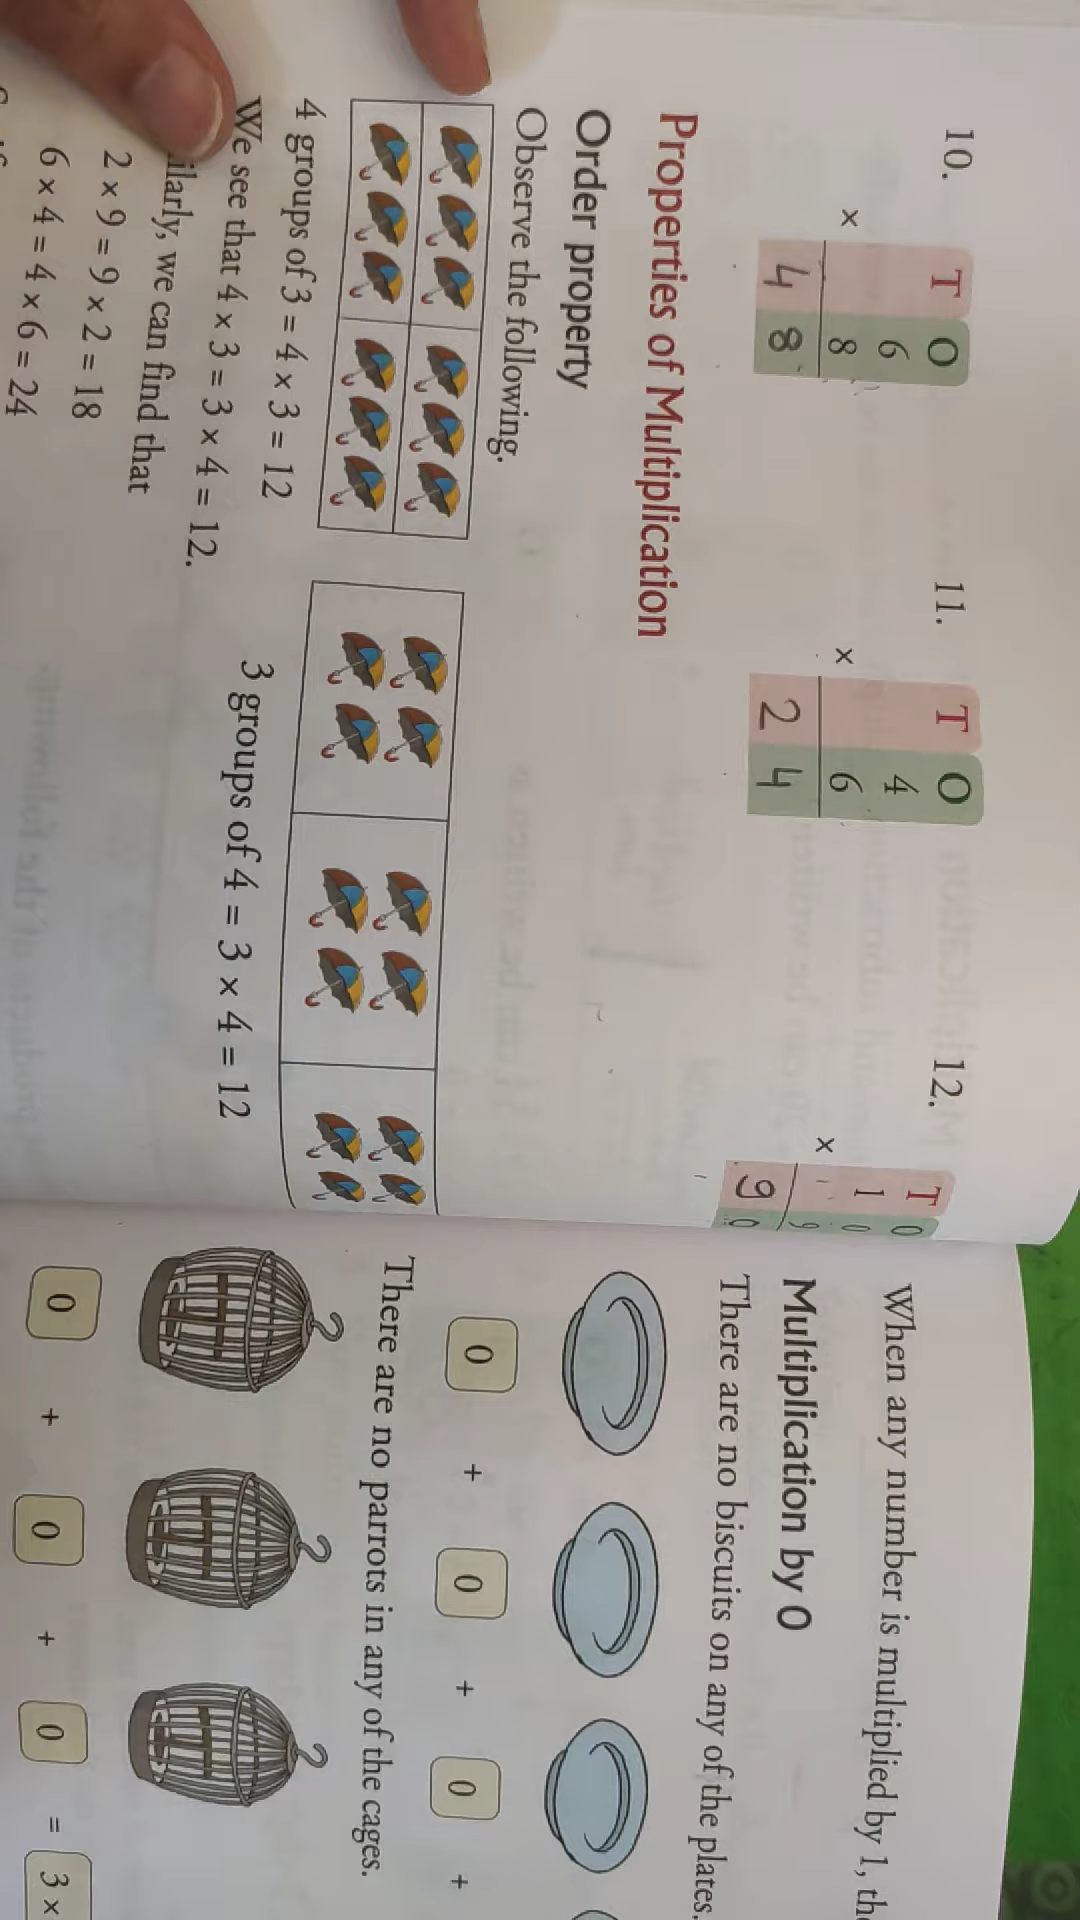 10.
T O
6
× 8
4 8
11.
T O
4
× 6
2 4
12.
T O
1 0
× 9
9 0
Properties of Multiplication
Order property
Observe the following.
4 groups of 3 = 4 × 3 = 12
3 groups of 4 = 3 × 4 = 12
We see that 4 × 3 = 3 × 4 = 12.
ilarly, we can find that
2 × 9 = 9 × 2 = 18
6 × 4 = 4 × 6 = 24
When any number is multiplied by 1, the
Multiplication by 0
There are no biscuits on any of the plates.
0 + 0 + 0 +
There are no parrots in any of the cages.
0 + 0 + 0 = 3 ×